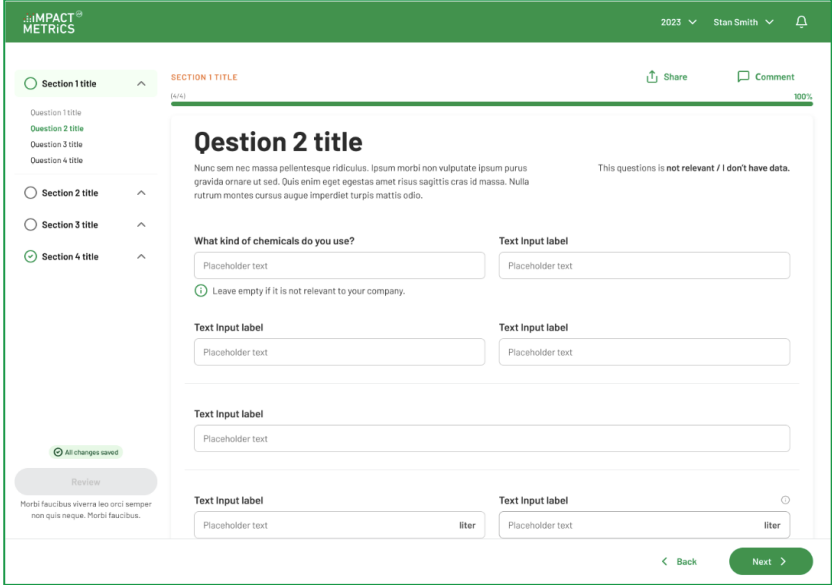 .:IMPACT
METRiCS
2023
Stan Smith
Section 1 title
Question 1 title
Question 2 title
Question 3 title
Question 4 title
Section 2 title
Section 3 title
Section 4 title
All changes saved
Review
Morbi faucibus viverra leo orci semper
non quis neque. Morbi faucibus.
SECTION 1 TITLE
Share
Comment
(4/4)
100%
Qestion 2 title
Nunc sem nec massa pellentesque ridiculus. Ipsum morbi non vulputate ipsum purus
gravida ornare ut sed. Quis enim eget egestas amet risus sagittis cras id massa. Nulla
rutrum montes cursus augue imperdiet turpis mattis odio.
This questions is not relevant / I don't have data.
What kind of chemicals do you use?
Text Input label
Placeholder text
Placeholder text
Leave empty if it is not relevant to your company.
Text Input label
Text Input label
Placeholder text
Placeholder text
Text Input label
Placeholder text
Text Input label
Text Input label
Placeholder text liter
Placeholder text liter
Back
Next